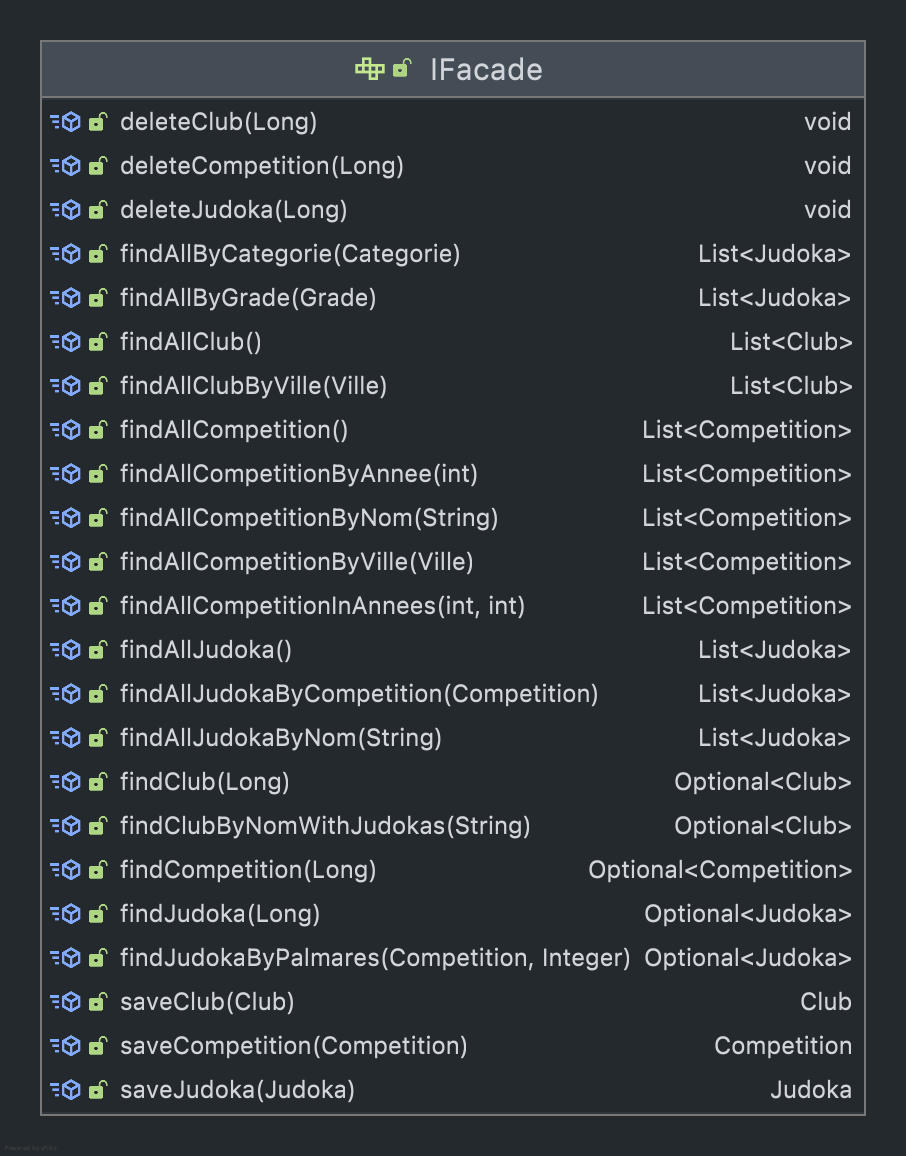 IFacade
deleteClub(Long) void
deleteCompetition(Long) void
deleteJudoka(Long) void
findAllByCategorie(Categorie) List<Judoka>
findAllByGrade(Grade) List<Judoka>
findAllClub() List<Club>
findAllClubByVille(Ville) List<Club>
findAllCompetition() List<Competition>
findAllCompetitionByAnnee(int) List<Competition>
findAllCompetitionByNom(String) List<Competition>
findAllCompetitionByVille(Ville) List<Competition>
findAllCompetitionInAnnees(int, int) List<Competition>
findAllJudoka() List<Judoka>
findAllJudokaByCompetition(Competition) List<Judoka>
findAllJudokaByNom(String) List<Judoka>
findClub(Long) Optional<Club>
findClubByNomWithJudokas(String) Optional<Club>
findCompetition(Long) Optional<Competition>
findJudoka(Long) Optional<Judoka>
findJudokaByPalmares(Competition, Integer) Optional<Judoka>
saveClub(Club) Club
saveCompetition(Competition) Competition
saveJudoka(Judoka) Judoka